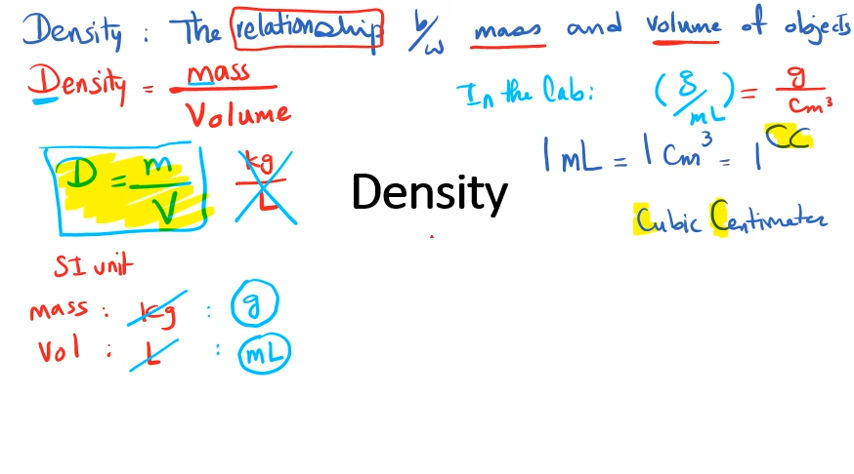 Density : The relationship b/w mass and volume of objects
Density = mass / Volume
In the lab: (g/mL) = g/cm³
D = m/V
kg/L
1 mL = 1 cm³ = 1 CC
Density
Cubic Centimeter
SI unit
mass : kg : g
Vol : L : mL